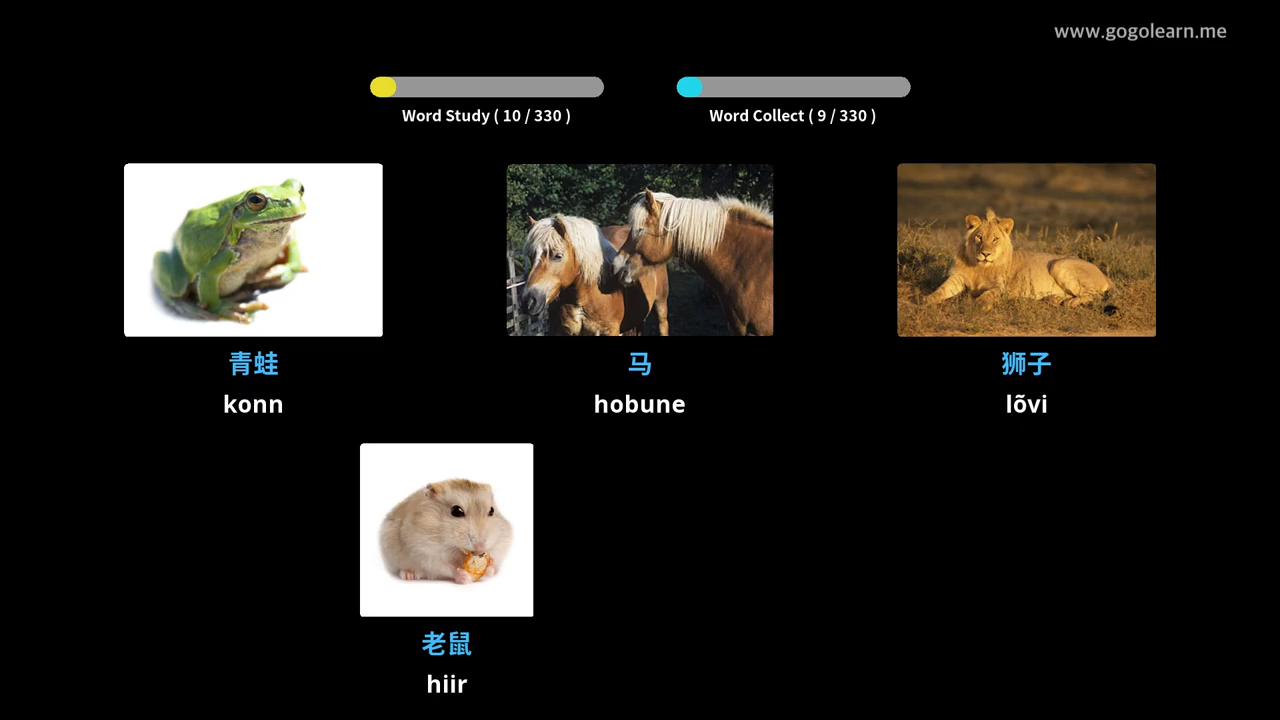 www.gogolearn.me
Word Study ( 10 / 330 )
Word Collect ( 9 / 330 )
青蛙
konn
马
hobune
狮子
lõvi
老鼠
hiir